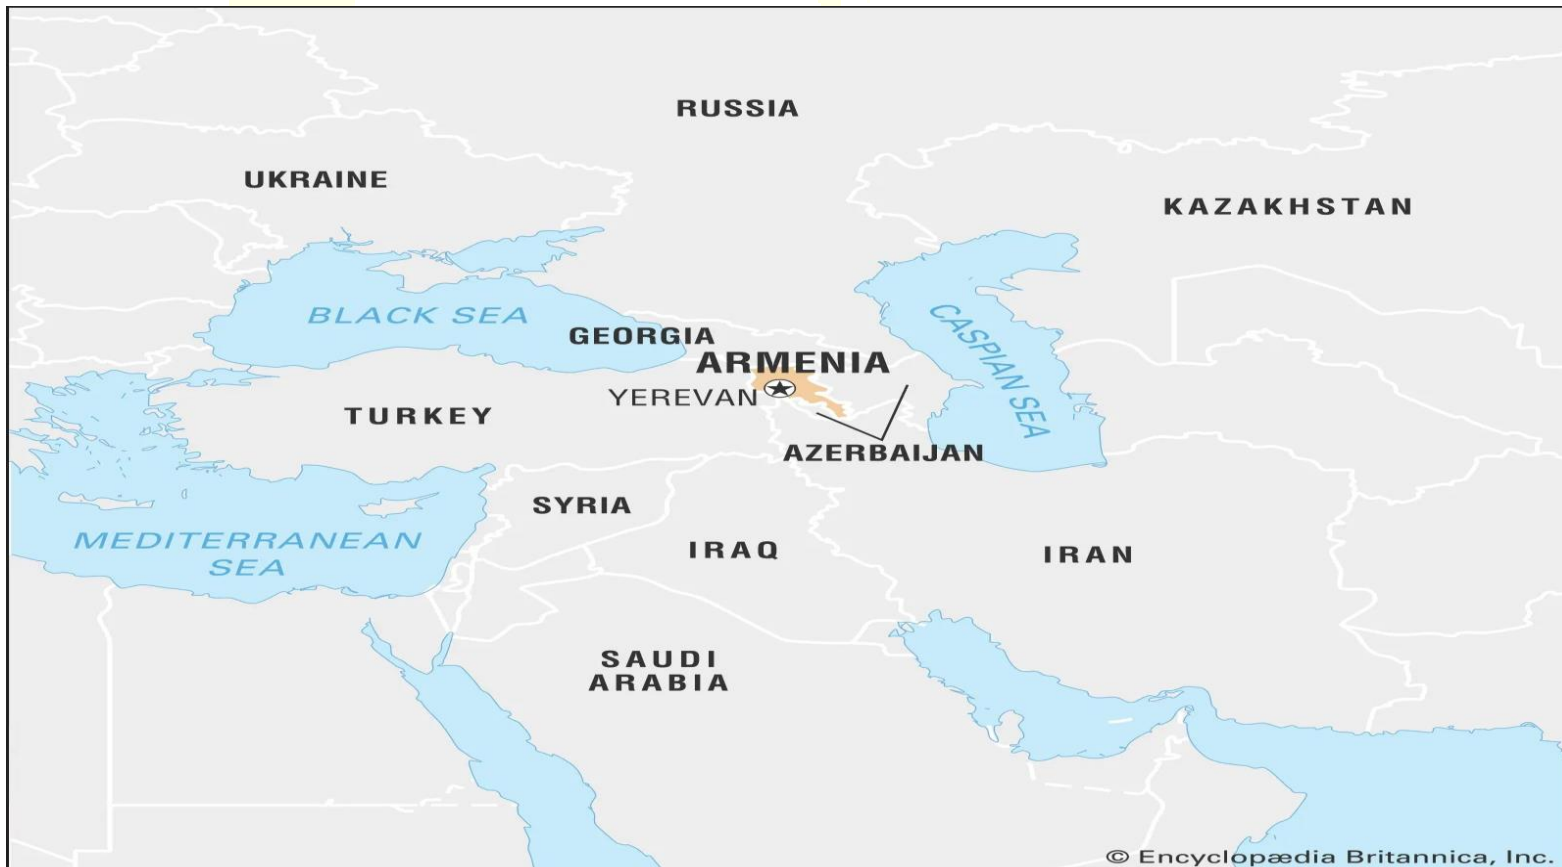 RUSSIA
UKRAINE
KAZAKHSTAN
BLACK SEA
CASPIAN SEA
GEORGIA
ARMENIA
YEREVAN
TURKEY
AZERBAIJAN
SYRIA
MEDITERRANEAN
SEA
IRAQ
IRAN
SAUDI
ARABIA
© Encyclopædia Britannica, Inc.